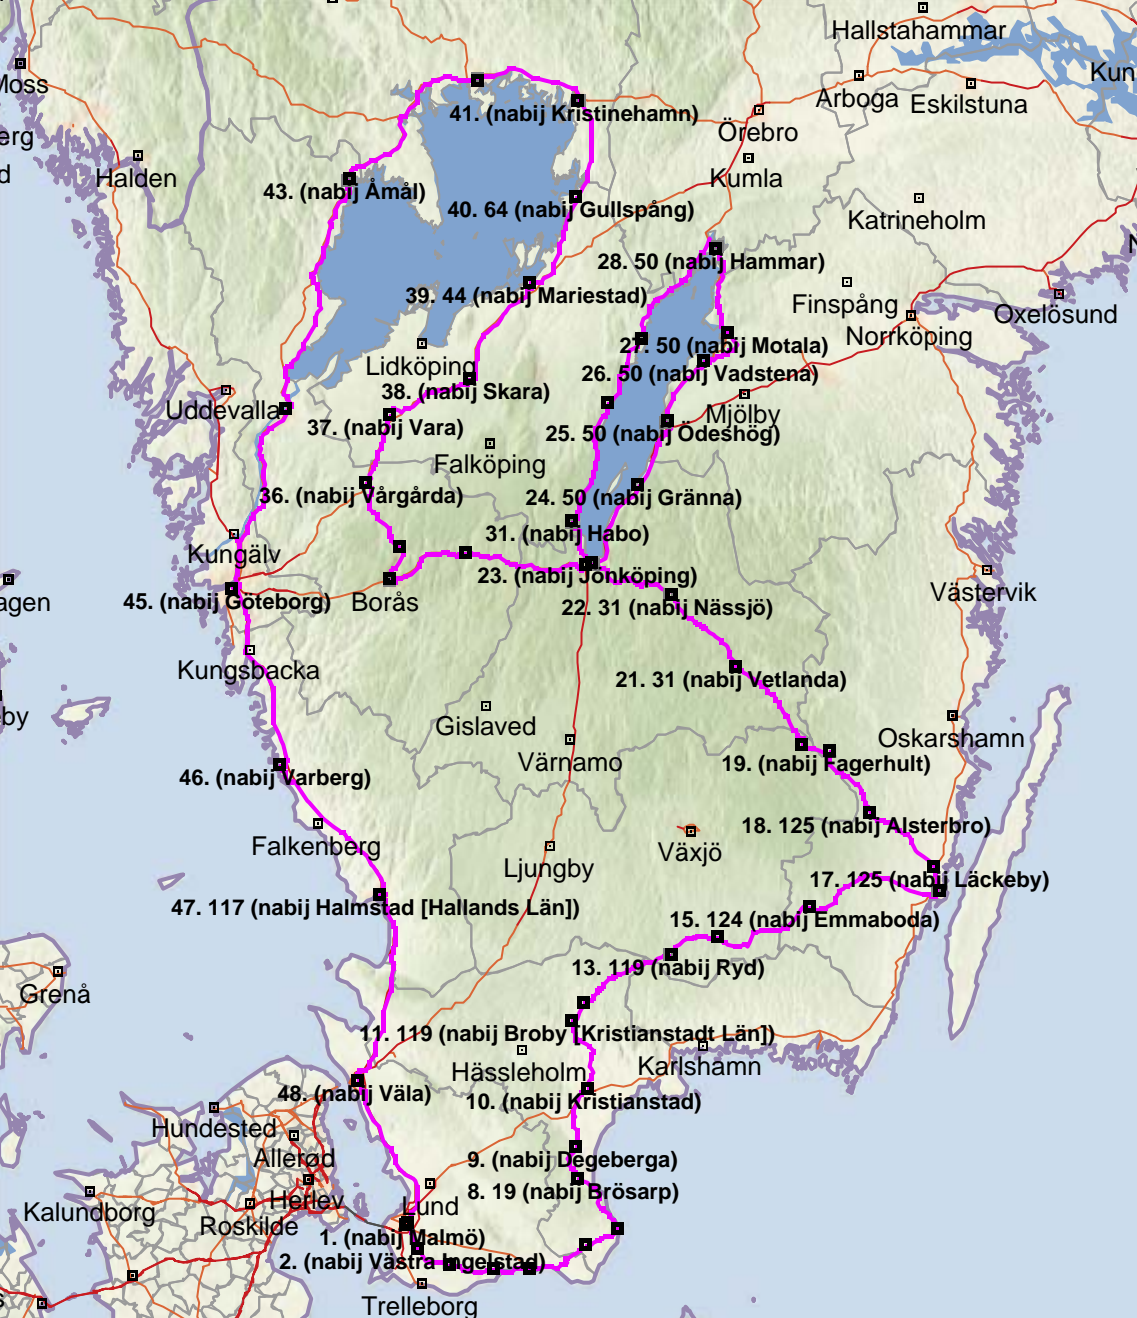 Hallstahammar
Moss
Kun
Arboga
Eskilstuna
41. (nabij Kristinehamn)
Örebro
erg
Halden
Kumla
43. (nabij Åmål)
40. 64 (nabij Gullspång)
Katrineholm
28. 50 (nabij Hammar)
39. 44 (nabij Mariestad)
Finspång
Oxelösund
Norrköping
27. 50 (nabij Motala)
Lidköping
26. 50 (nabij Vadstena)
38. (nabij Skara)
Uddevalla
Mjölby
37. (nabij Vara)
25. 50 (nabij Ödeshög)
Falköping
36. (nabij Vårgårda)
24. 50 (nabij Gränna)
31. (nabij Habo)
Kungälv
23. (nabij Jönköping)
Västervik
agen
45. (nabij Göteborg)
Borås
22. 31 (nabij Nässjö)
Kungsbacka
21. 31 (nabij Vetlanda)
by
Gislaved
Oskarshamn
Värnamo
19. (nabij Fagerhult)
46. (nabij Varberg)
18. 125 (nabij Alsterbro)
Falkenberg
Växjö
Ljungby
17. 125 (nabij Läckeby)
47. 117 (nabij Halmstad [Hallands Län])
15. 124 (nabij Emmaboda)
13. 119 (nabij Ryd)
Grenå
11. 119 (nabij Broby [Kristianstadt Län])
Karlshamn
Hässleholm
48. (nabij Väla)
10. (nabij Kristianstad)
Hundested
Allerød
9. (nabij Degeberga)
8. 19 (nabij Brösarp)
Herlev
Lund
Kalundborg
Roskilde
1. (nabij Malmö)
2. (nabij Västra Ingelstad)
Trelleborg